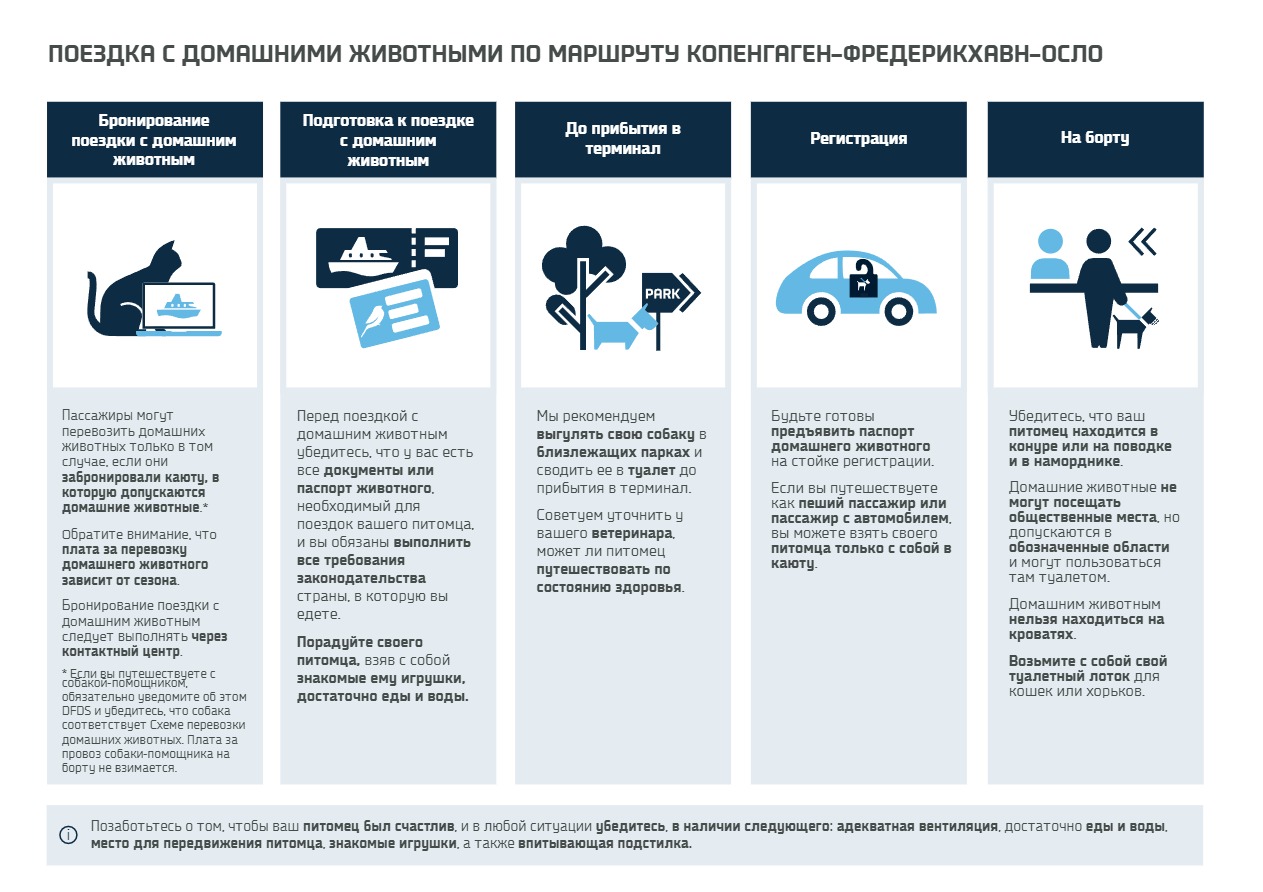 ПОЕЗДКА С ДОМАШНИМИ ЖИВОТНЫМИ ПО МАРШРУТУ КОПЕНГАГЕН–ФРЕДЕРИКХАВН–ОСЛО
Бронирование
поездки с домашним
животным
Пассажиры могут
перевозить домашних
животных только в том
случае, если они
забронировали каюту, в
которую допускаются
домашние животные.*
Обратите внимание, что
плата за перевозку
домашнего животного
зависит от сезона.
Бронирование поездки с
домашним животным
следует выполнять через
контактный центр.
* Если вы путешествуете с
собакой-помощником,
обязательно уведомите об этом
DFDS и убедитесь, что собака
соответствует Схеме перевозки
домашних животных. Плата за
провоз собаки-помощника на
борту не взимается.
Подготовка к поездке
с домашним
животным
Перед поездкой с
домашним животным
убедитесь, что у вас есть
все документы или
паспорт животного,
необходимый для
поездок вашего питомца,
и вы обязаны выполнить
все требования
законодательства
страны, в которую вы
едете.
Порадуйте своего
питомца, взяв с собой
знакомые ему игрушки,
достаточно еды и воды.
До прибытия в
терминал
PARK
Мы рекомендуем
выгулять свою собаку в
близлежащих парках и
сводить ее в туалет до
прибытия в терминал.
Советуем уточнить у
вашего ветеринара,
может ли питомец
путешествовать по
состоянию здоровья.
Регистрация
Будьте готовы
предъявить паспорт
домашнего животного
на стойке регистрации.
Если вы путешествуете
как пеший пассажир или
пассажир с автомобилем,
вы можете взять своего
питомца только с собой в
каюту.
На борту
Убедитесь, что ваш
питомец находится в
конуре или на поводке
и в наморднике.
Домашние животные не
могут посещать
общественные места, но
допускаются в
обозначенные области
и могут пользоваться
там туалетом.
Домашним животным
нельзя находиться на
кроватях.
Возьмите с собой свой
туалетный лоток для
кошек или хорьков.
Позаботьтесь о том, чтобы ваш питомец был счастлив, и в любой ситуации убедитесь, в наличии следующего: адекватная вентиляция, достаточно еды и воды,
место для передвижения питомца, знакомые игрушки, а также впитывающая подстилка.